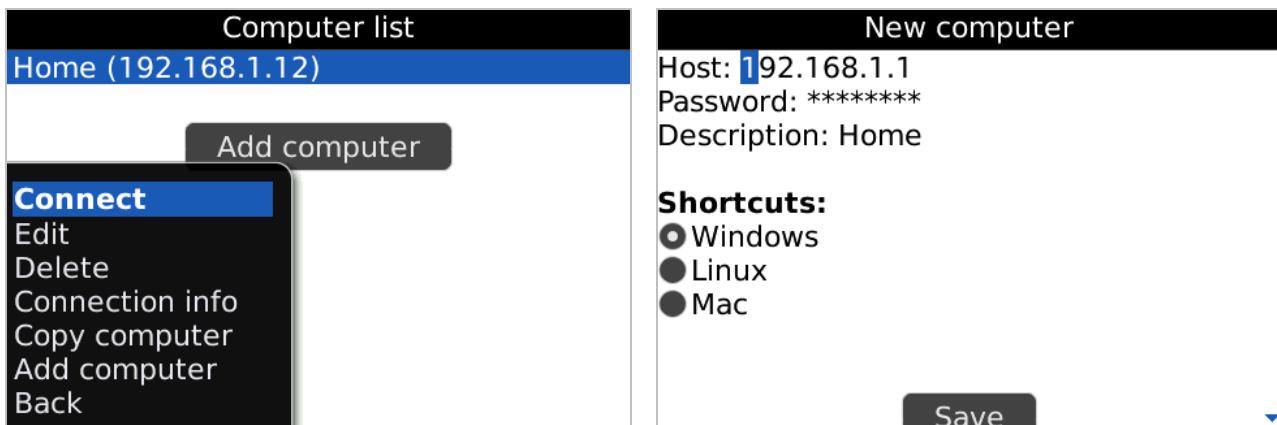 Computer list
Home (192.168.1.12)
Add computer
Connect
Edit
Delete
Connection info
Copy computer
Add computer
Back
New computer
Host: 192.168.1.1
Password: ********
Description: Home
Shortcuts:
Windows
Linux
Mac
Save